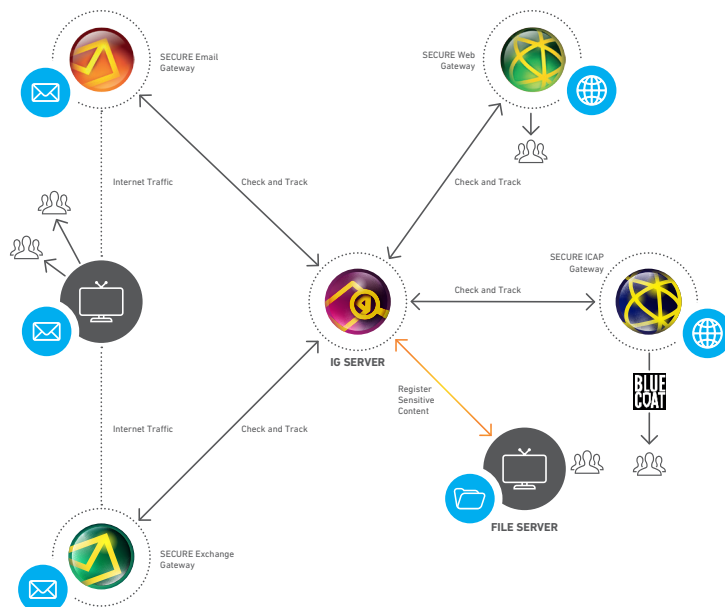 SECURE Email
Gateway
SECURE Web
Gateway
Internet Traffic
Check and Track
Check and Track
SECURE ICAP
Gateway
Check and Track
IG SERVER
Register
Sensitive
Content
BLUE
COAT
Internet Traffic
Check and Track
FILE SERVER
SECURE Exchange
Gateway